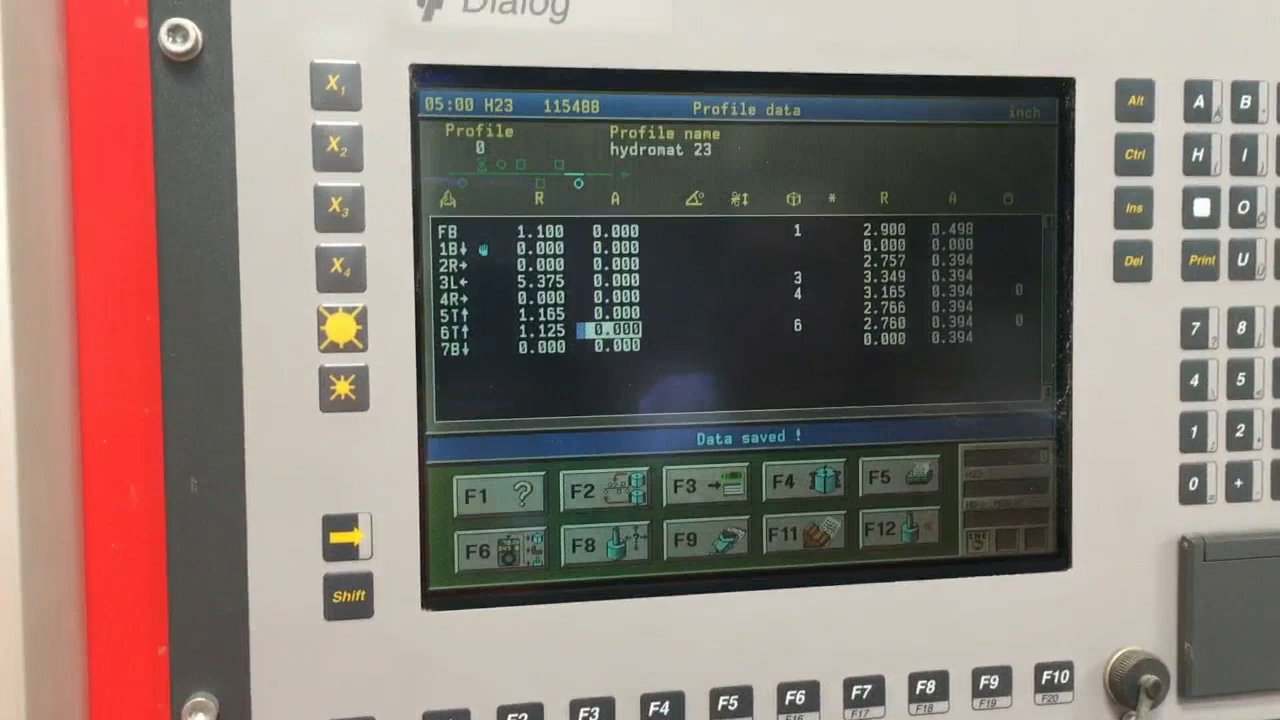 Dialog
05:00 H23 115488 Profile data inch
Profile Profile name
0 hydromat 23
R A * R A
FB 1.100 0.000 1 2.900 0.498
1B↓ 0.000 0.000 0.000 0.000
2R→ 0.000 0.000 2.757 0.394
3L← 5.375 0.000 3 3.349 0.394
4R→ 0.000 0.000 4 3.165 0.394 0
5T↑ 1.165 0.000 2.766 0.394
6T↑ 1.125 0.000 6 2.760 0.394 0
7B↓ 0.000 0.000 0.000 0.394
Data saved !
F1 ? F2 F3 F4 F5
F6 F8 F9 F11 F12
X1
X2
X3
X4
Shift
Alt A B
Ctrl H I
Ins O
Del Print U
7 8
4 5
1 2
0 +
F3 F4 F5 F6 F7 F8 F9 F10
F16 F17 F18 F19 F20